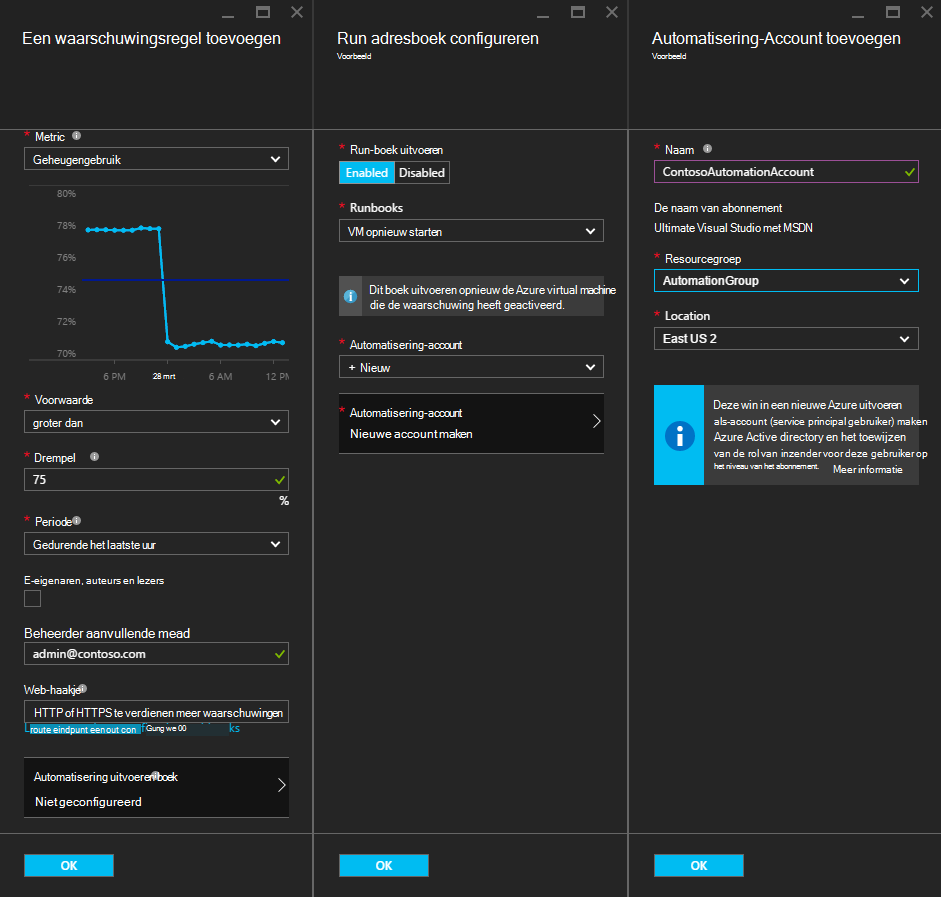 Een waarschuwingsregel toevoegen
* Metric
Geheugengebruik
80%
78%
76%
74%
72%
70%
6 PM 28 mrt 6 AM 12 PM
* Voorwaarde
groter dan
* Drempel
75
%
* Periode
Gedurende het laatste uur
E-eigenaren, auteurs en lezers
Beheerder aanvullende mead
admin@contoso.com
Web-haakje
HTTP of HTTPS te verdienen meer waarschuwingen
route eindpunt een out con Gung we 00 ks
Automatisering uitvoeren boek
Niet geconfigureerd
OK
Run adresboek configureren
Voorbeeld
* Run-boek uitvoeren
Enabled Disabled
* Runbooks
VM opnieuw starten
Dit boek uitvoeren opnieuw de Azure virtual machine
die de waarschuwing heeft geactiveerd.
* Automatisering-account
+ Nieuw
* Automatisering-account
Nieuwe account maken
OK
Automatisering-Account toevoegen
Voorbeeld
* Naam
ContosoAutomationAccount
De naam van abonnement
Ultimate Visual Studio met MSDN
* Resourcegroep
AutomationGroup
* Location
East US 2
Deze win in een nieuwe Azure uitvoeren
als-account (service principal gebruiker) maken
Azure Active directory en het toewijzen
van de rol van inzender voor deze gebruiker op
het niveau van het abonnement. Meer informatie
OK